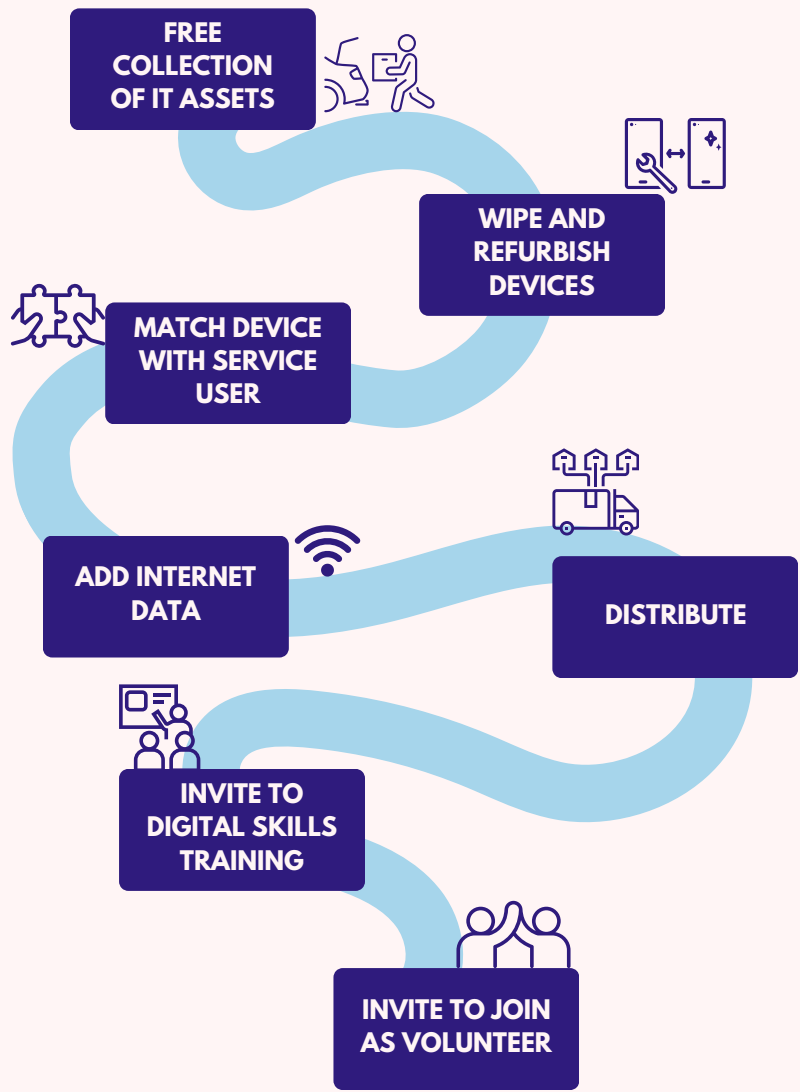 FREE
COLLECTION
OF IT ASSETS
WIPE AND
REFURBISH
DEVICES
MATCH DEVICE
WITH SERVICE
USER
ADD INTERNET
DATA
DISTRIBUTE
INVITE TO
DIGITAL SKILLS
TRAINING
INVITE TO JOIN
AS VOLUNTEER